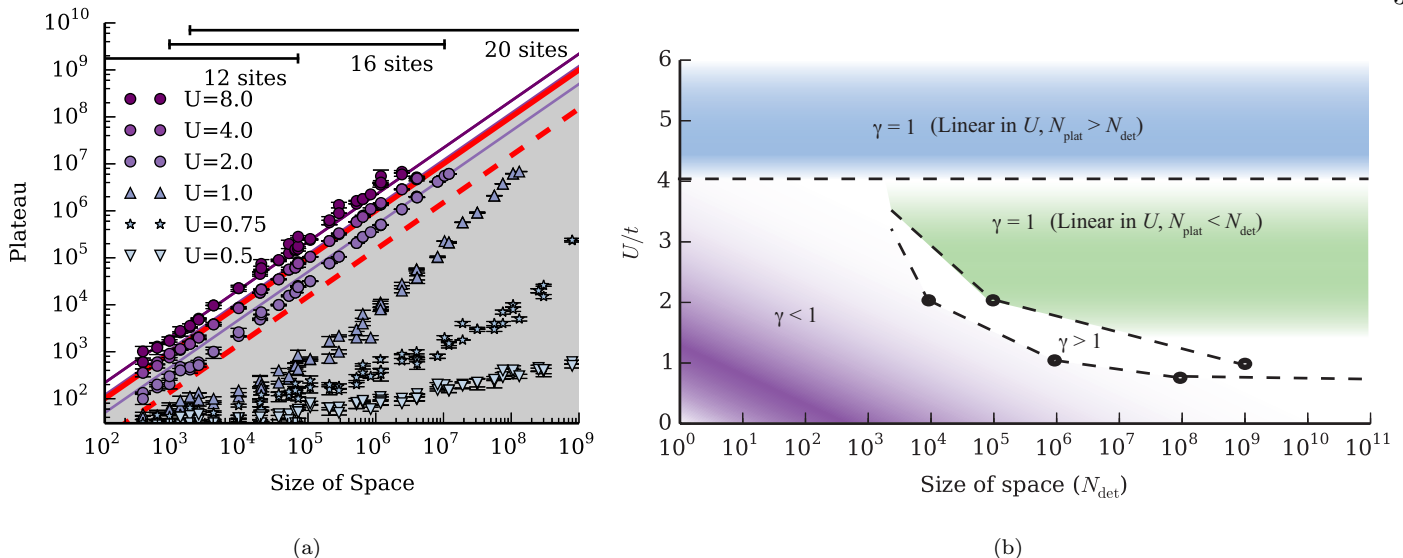 10^10
10^9
10^8
10^7
10^6
10^5
10^4
10^3
10^2
Plateau
20 sites
16 sites
12 sites
U=8.0
U=4.0
U=2.0
U=1.0
U=0.75
U=0.5
10^2 10^3 10^4 10^5 10^6 10^7 10^8 10^9
Size of Space
(a)
6
5
4
3
2
1
0
U/t
γ = 1 (Linear in U, N_plat > N_det)
γ = 1 (Linear in U, N_plat < N_det)
γ < 1
γ > 1
10^0 10^1 10^2 10^3 10^4 10^5 10^6 10^7 10^8 10^9 10^10 10^11
Size of space (N_det)
(b)